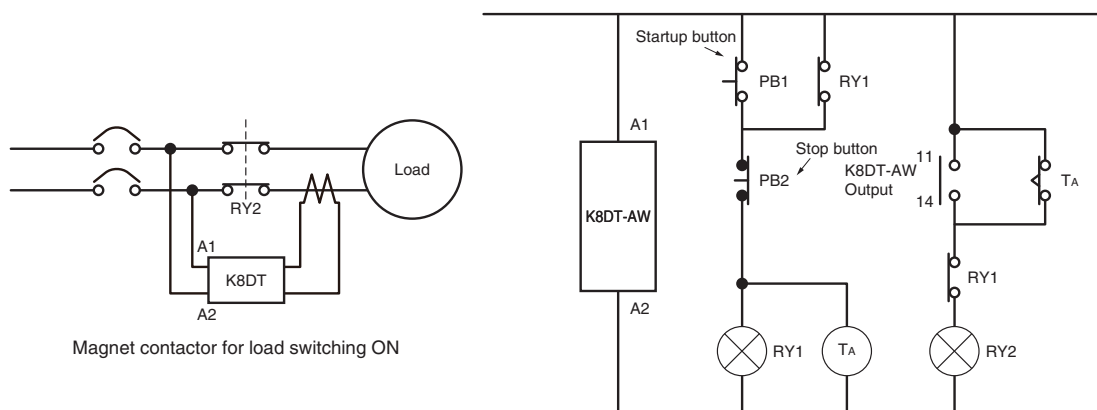 Load
RY2
A1
K8DT
A2
Magnet contactor for load switching ON
Startup button
PB1
RY1
A1
Stop button
K8DT-AW
Output
11
14
TA
PB2
K8DT-AW
RY1
A2
RY1
TA
RY2